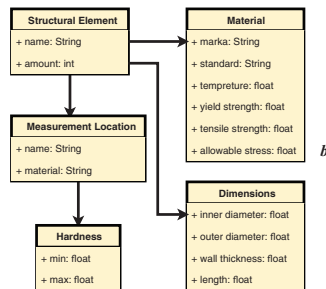 Structural Element
+ name: String
+ amount: int
Material
+ marka: String
+ standard: String
+ tempreture: float
+ yield strength: float
+ tensile strength: float
+ allowable stress: float
b
Measurement Location
+ name: String
+ material: String
Dimensions
+ inner diameter: float
+ outer diameter: float
+ wall thickness: float
+ length: float
Hardness
+ min: float
+ max: float